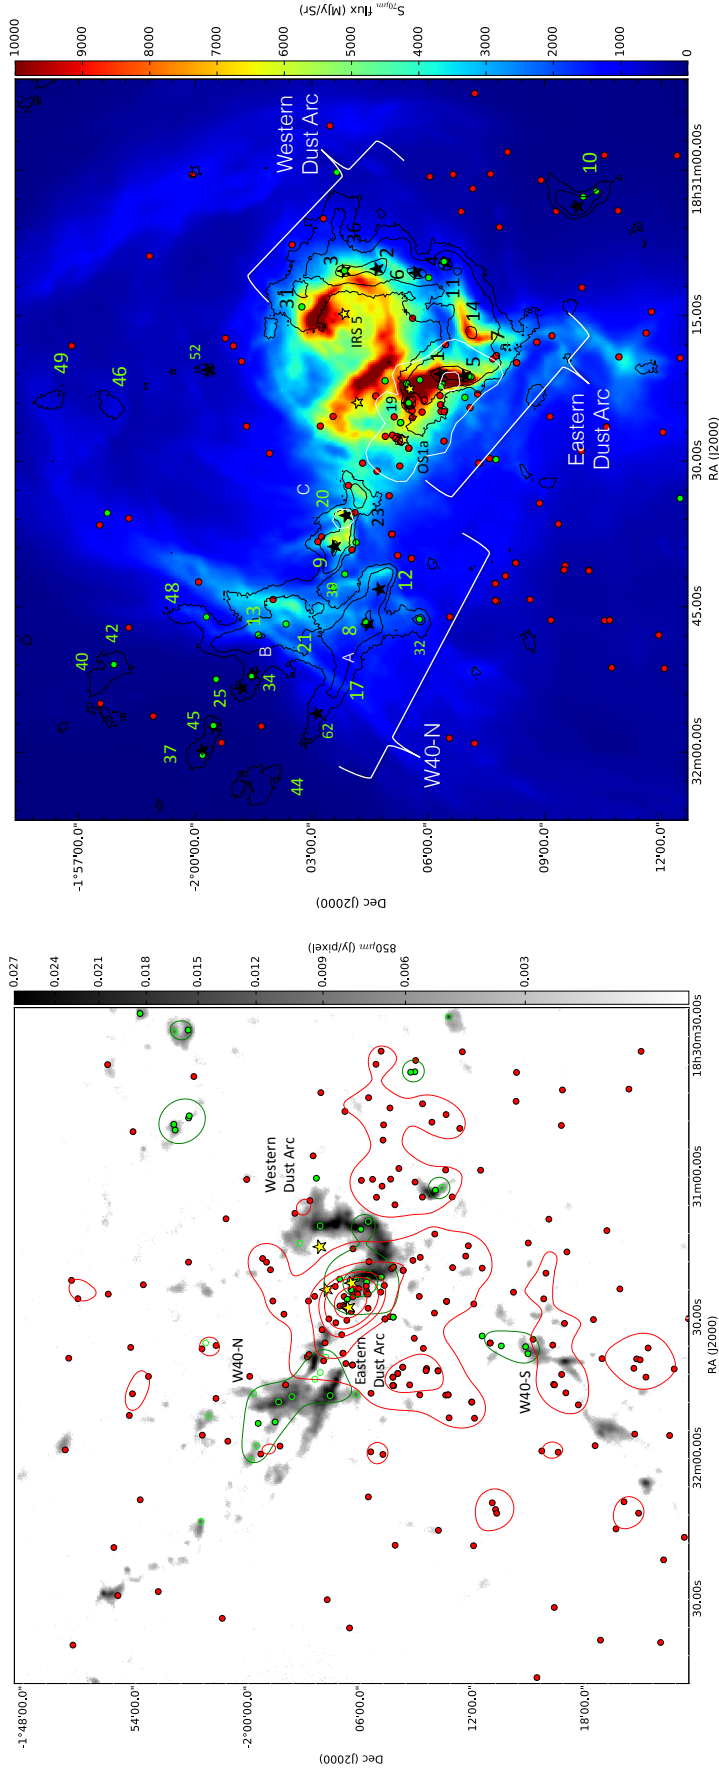 S70μm flux (MJy/Sr)
10000
9000
8000
7000
6000
5000
4000
3000
2000
1000
0
Western
Dust Arc
Eastern
Dust Arc
W40-N
IRS 5
OS1a
A
B
C
49
46
52
48
42
40
25
45
37
44
34
13
21
17
62
8
32
12
39
9
20
23
31
3
36
2
6
4
11
14
7
1
5
19
10
-1°57'00.0"
-2°00'00.0"
03'00.0"
06'00.0"
09'00.0"
12'00.0"
Dec (J2000)
18h31m00.00s
15.00s
30.00s
45.00s
32m00.00s
RA (J2000)
850μm (Jy/pixel)
0.027
0.024
0.021
0.018
0.015
0.012
0.009
0.006
0.003
Western
Dust Arc
W40-N
Eastern
Dust Arc
W40-S
-1°48'00.0"
54'00.0"
-2°00'00.0"
06'00.0"
12'00.0"
18'00.0"
Dec (J2000)
18h30m30.00s
31m00.00s
30.00s
32m00.00s
30.00s
RA (J2000)